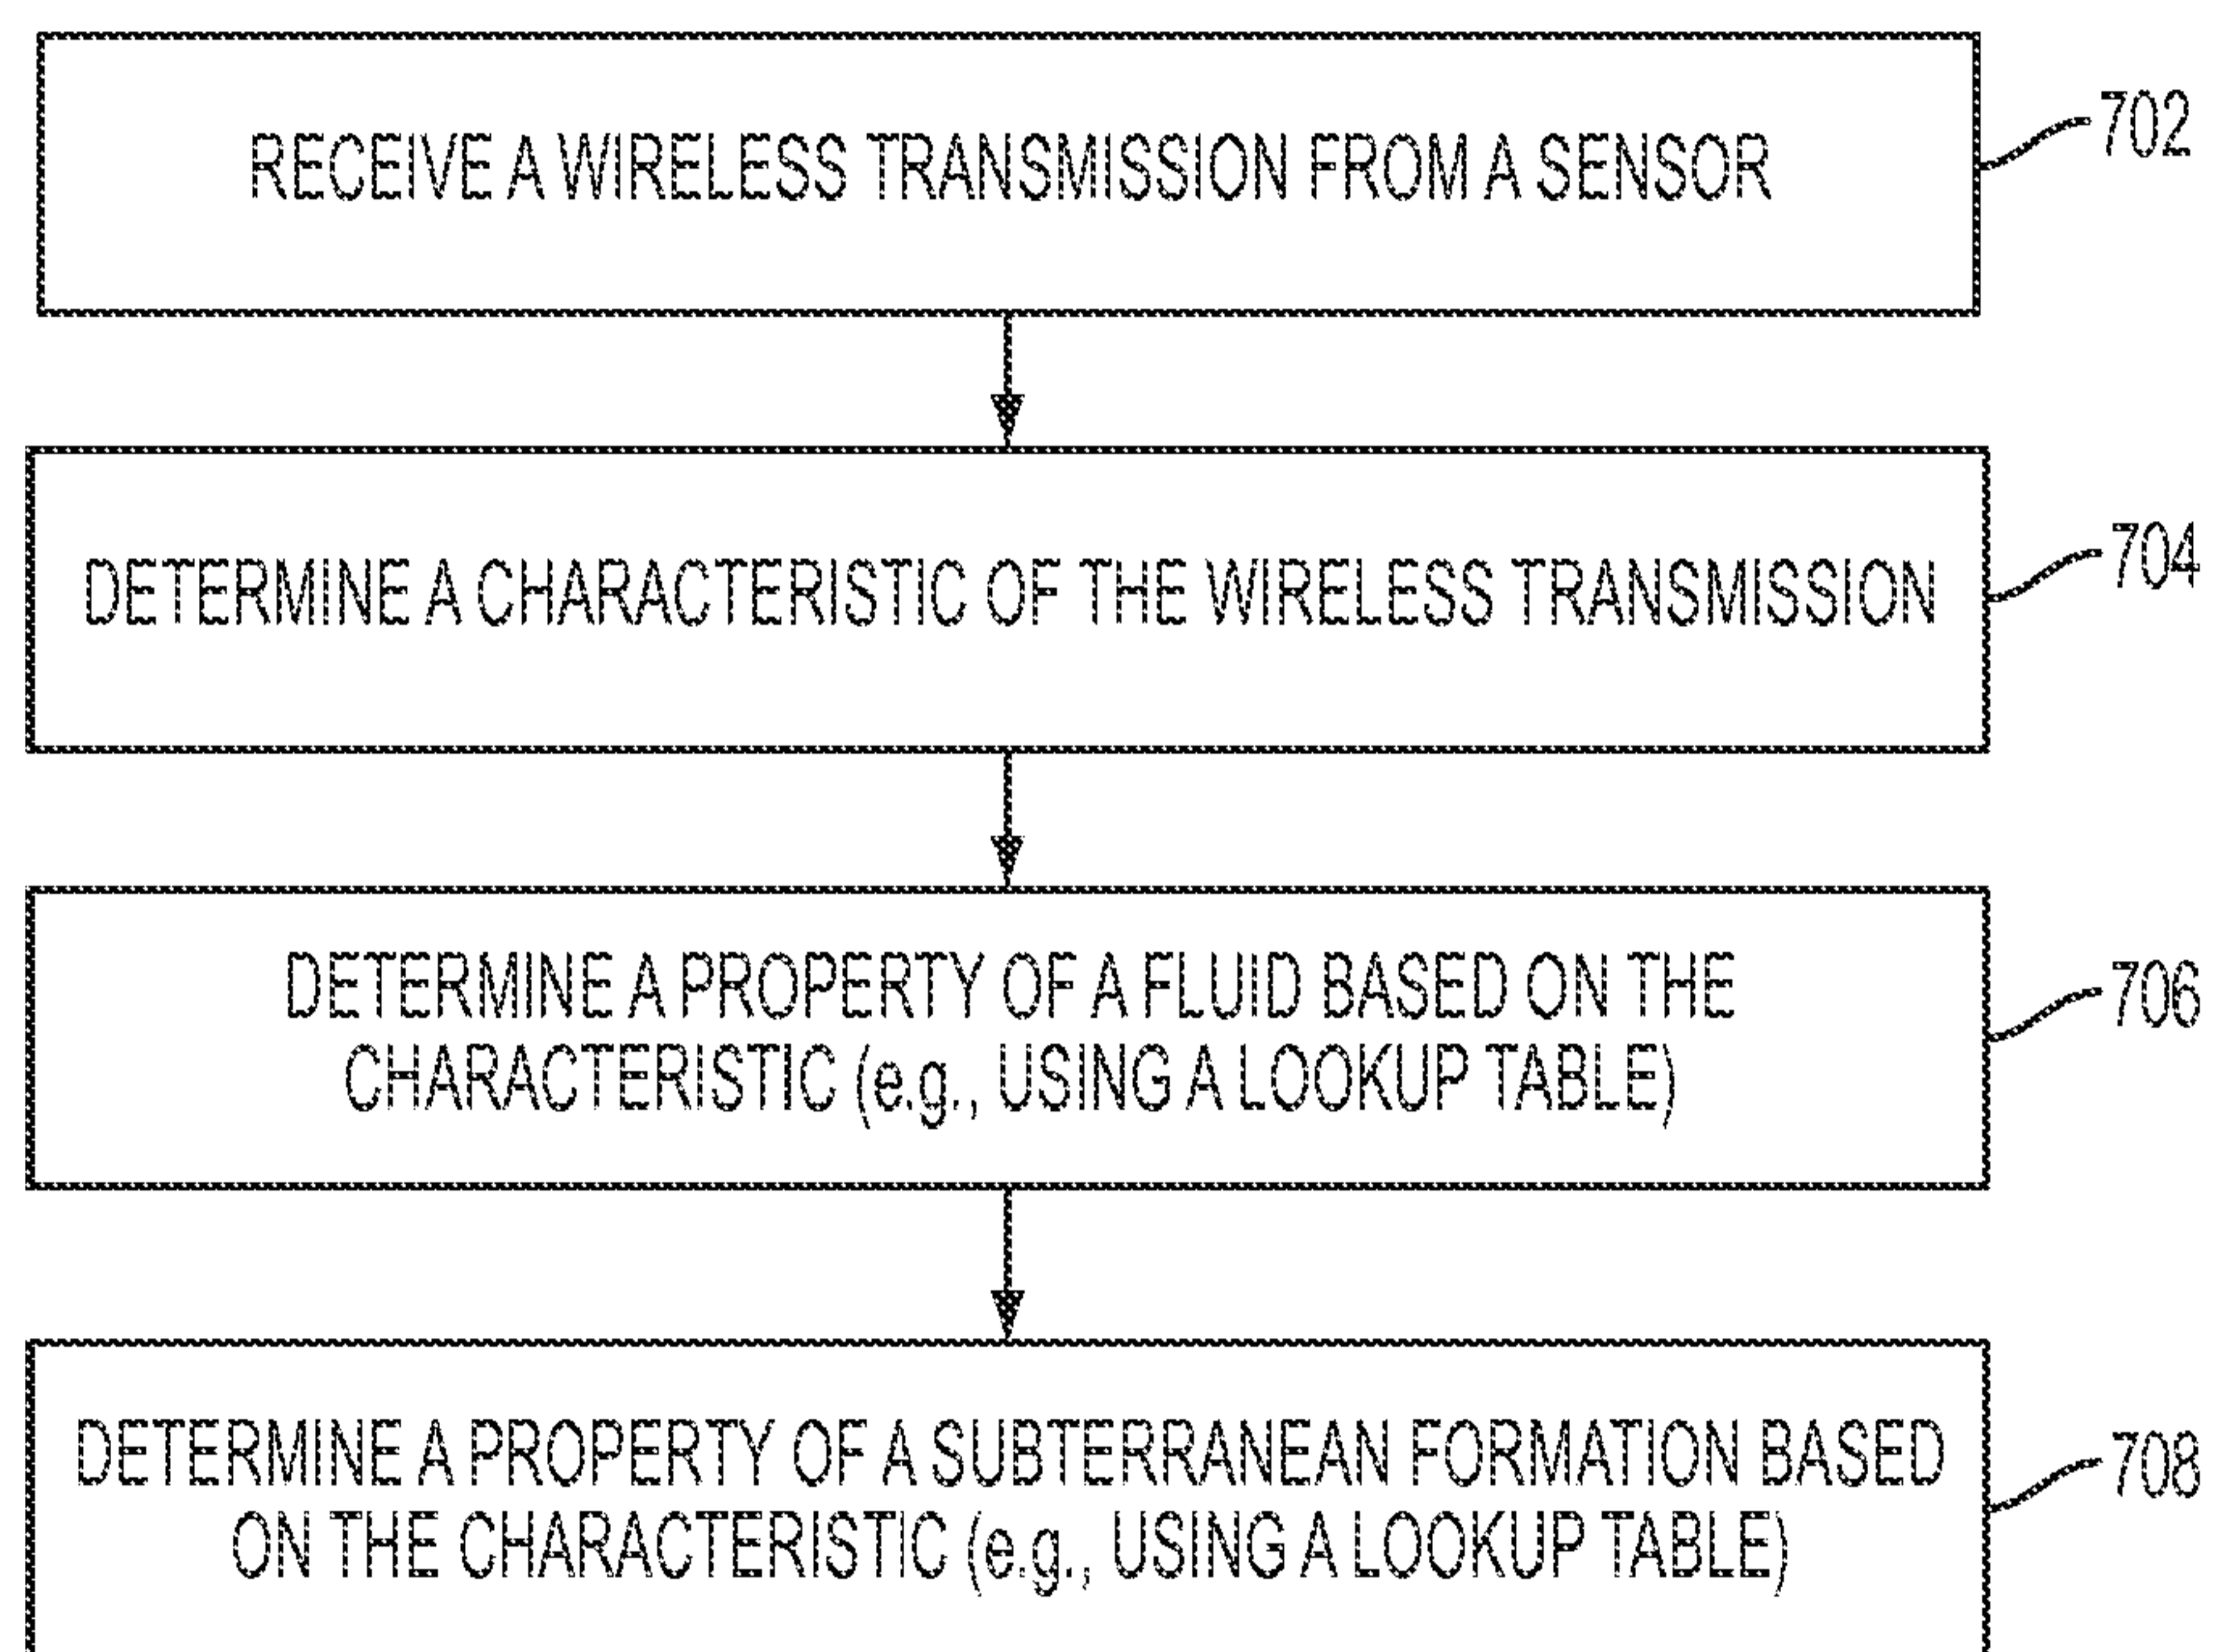 RECEIVE A WIRELESS TRANSMISSION FROM A SENSOR
702
DETERMINE A CHARACTERISTIC OF THE WIRELESS TRANSMISSION
704
DETERMINE A PROPERTY OF A FLUID BASED ON THE
CHARACTERISTIC (e.g., USING A LOOKUP TABLE)
706
DETERMINE A PROPERTY OF A SUBTERRANEAN FORMATION BASED
ON THE CHARACTERISTIC (e.g., USING A LOOKUP TABLE)
708